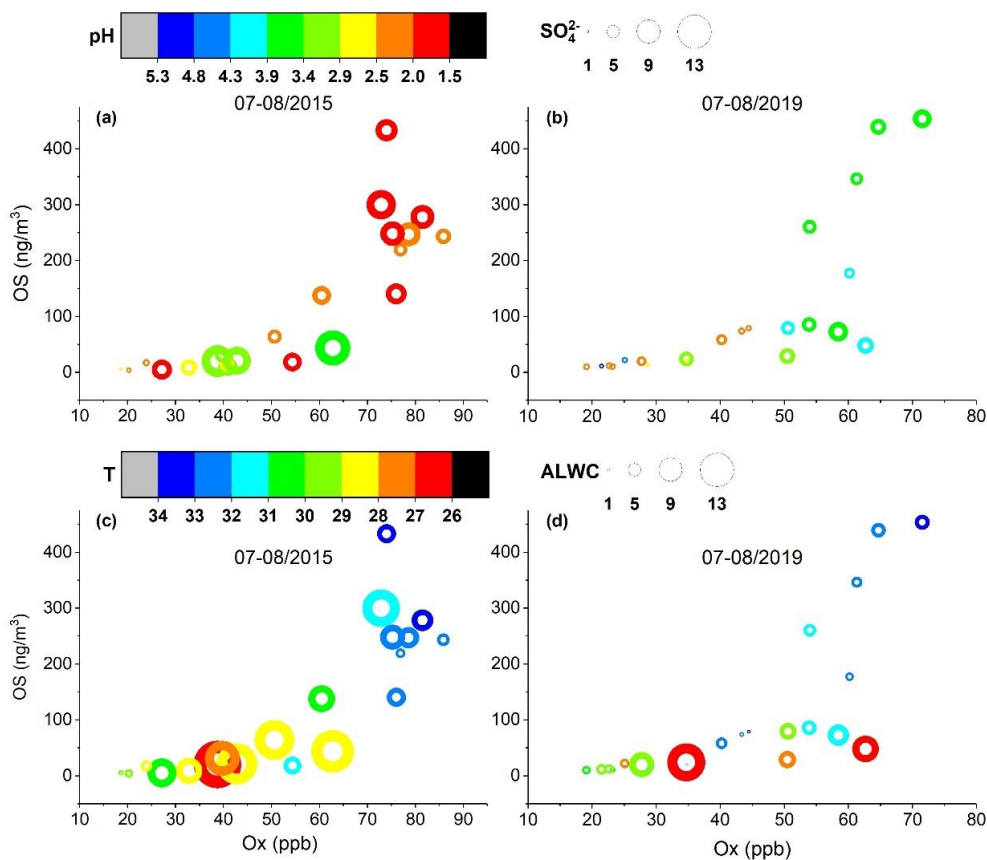 pH
5.3 4.8 4.3 3.9 3.4 2.9 2.5 2.0 1.5
SO₄²⁻
1 5 9 13
(a)
07-08/2015
OS (ng/m³)
400
300
200
100
0
10 20 30 40 50 60 70 80 90
(b)
07-08/2019
400
300
200
100
0
10 20 30 40 50 60 70 80
T
34 33 32 31 30 29 28 27 26
ALWC
1 5 9 13
(c)
07-08/2015
OS (ng/m³)
400
300
200
100
0
10 20 30 40 50 60 70 80 90
Ox (ppb)
(d)
07-08/2019
400
300
200
100
0
10 20 30 40 50 60 70 80
Ox (ppb)